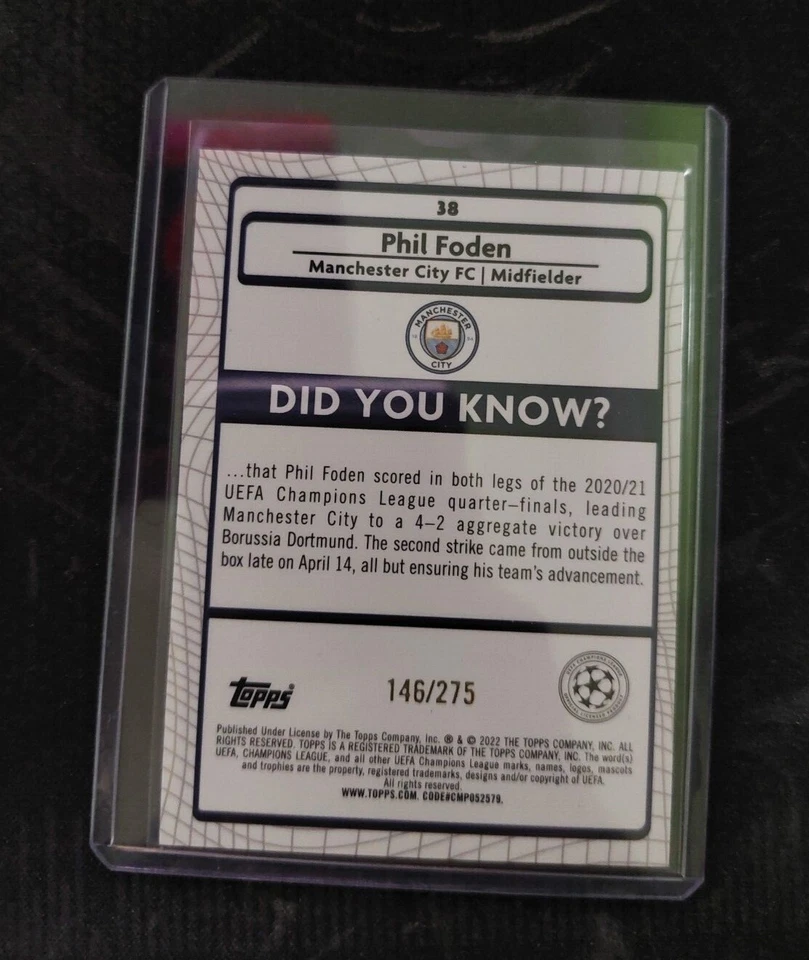 38
Phil Foden
Manchester City FC | Midfielder
MANCHESTER
CITY
DID YOU KNOW?
...that Phil Foden scored in both legs of the 2020/21
UEFA Champions League quarter–finals, leading
Manchester City to a 4–2 aggregate victory over
Borussia Dortmund. The second strike came from outside the
box late on April 14, all but ensuring his team's advancement.
Topps
146/275
UEFA CHAMPIONS LEAGUE
OFFICIAL LICENSED PRODUCT
Published Under License by The Topps Company, Inc. ® & © 2022 THE TOPPS COMPANY, INC. ALL
RIGHTS RESERVED. TOPPS IS A REGISTERED TRADEMARK OF THE TOPPS COMPANY, INC. The word(s)
UEFA, CHAMPIONS LEAGUE, and all other UEFA Champions League marks, names, logos, mascots
and trophies are the property, registered trademarks, designs and/or copyright of UEFA.
All rights reserved.
WWW.TOPPS.COM. CODE#CMP052579.